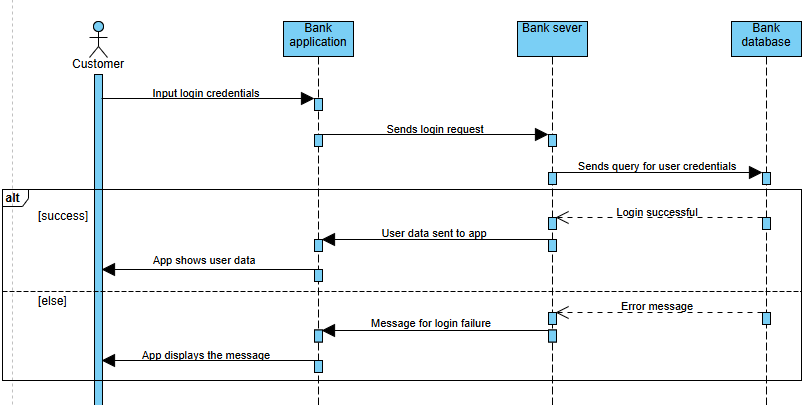 Bank
application
Bank sever
Bank
database
Customer
Input login credentials
Sends login request
Sends query for user credentials
alt
[success]
Login successful
User data sent to app
App shows user data
[else]
Error message
Message for login failure
App displays the message